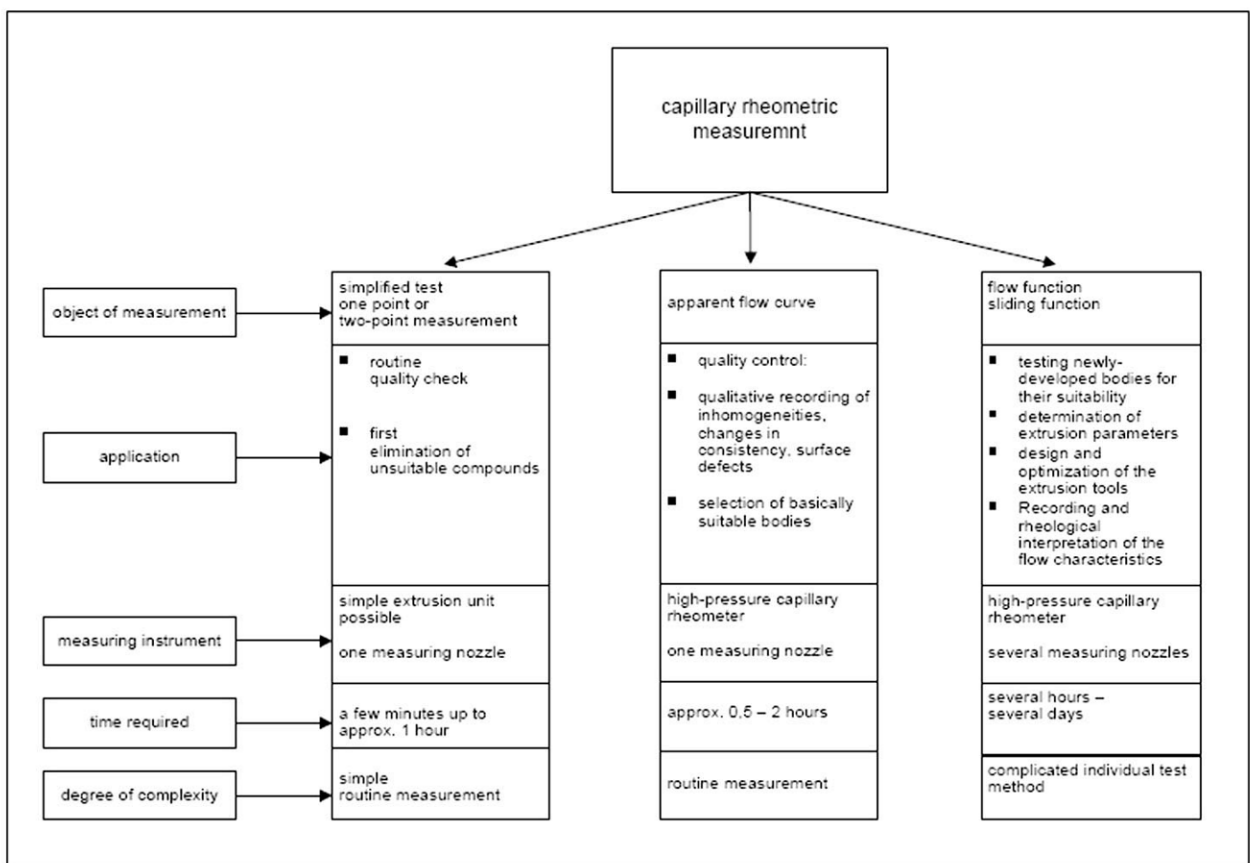 capillary rheometric
measuremnt
object of measurement
simplified test
one point or
two-point measurement
apparent flow curve
flow function
sliding function
application
■ routine
quality check
■ first
elimination of
unsuitable compounds
■ quality control:
■ qualitative recording of
inhomogeneities,
changes in
consistency, surface
defects
■ selection of basically
suitable bodies
■ testing newly-
developed bodies for
their suitability
■ determination of
extrusion parameters
■ design and
optimization of the
extrusion tools
■ Recording and
rheological
interpretation of the
flow characteristics
measuring instrument
simple extrusion unit
possible
one measuring nozzle
high-pressure capillary
rheometer
one measuring nozzle
high-pressure capillary
rheometer
several measuring nozzles
time required
a few minutes up to
approx. 1 hour
approx. 0,5 – 2 hours
several hours –
several days
degree of complexity
simple
routine measurement
routine measurement
complicated individual test
method